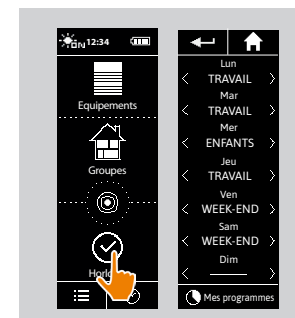 12:34
Equipements
Groupes
Lun
TRAVAIL
Mar
TRAVAIL
Mer
ENFANTS
Jeu
TRAVAIL
Ven
WEEK-END
Sam
WEEK-END
Dim
Mes programmes